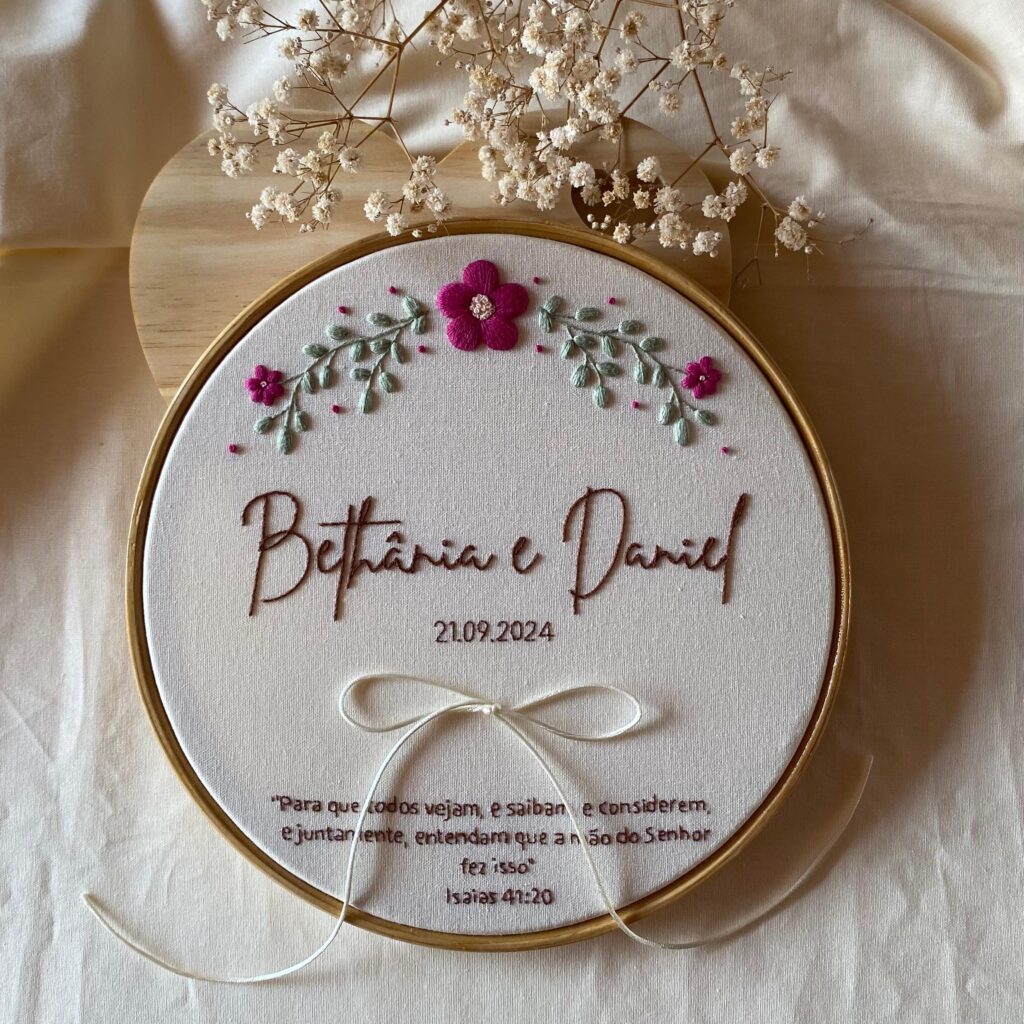 Bethânia e Daniel
21.09.2024
"Para que todos vejam, e saibam e considerem,
e juntamente, entendam que a mão do Senhor
fez isso"
Isaias 41:20